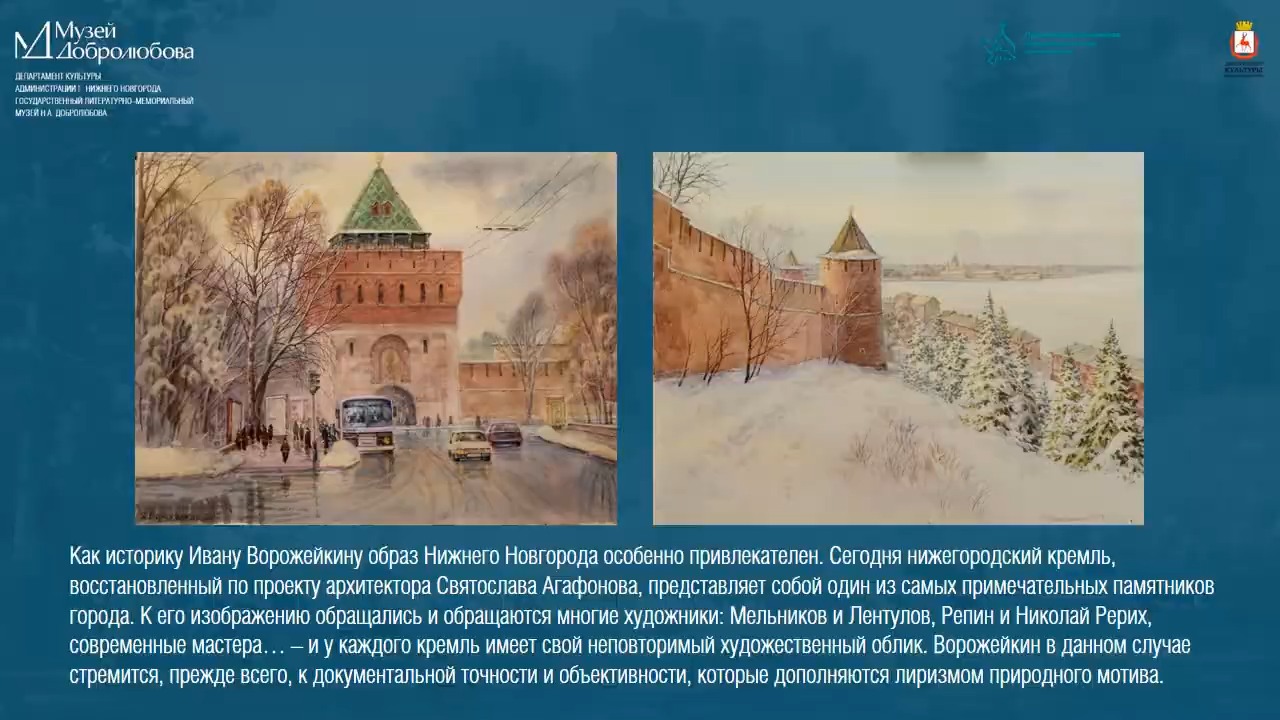 Музей
Добролюбова
ДЕПАРТАМЕНТ КУЛЬТУРЫ
АДМИНИСТРАЦИИ Г. НИЖНЕГО НОВГОРОДА
ГОСУДАРСТВЕННЫЙ ЛИТЕРАТУРНО-МЕМОРИАЛЬНЫЙ
МУЗЕЙ Н.А. ДОБРОЛЮБОВА
КУЛЬТУРЫ
Как историку Ивану Ворожейкину образ Нижнего Новгорода особенно привлекателен. Сегодня нижегородский кремль,
восстановленный по проекту архитектора Святослава Агафонова, представляет собой один из самых примечательных памятников
города. К его изображению обращались и обращаются многие художники: Мельников и Лентулов, Репин и Николай Рерих,
современные мастера… – и у каждого кремль имеет свой неповторимый художественный облик. Ворожейкин в данном случае
стремится, прежде всего, к документальной точности и объективности, которые дополняются лиризмом природного мотива.